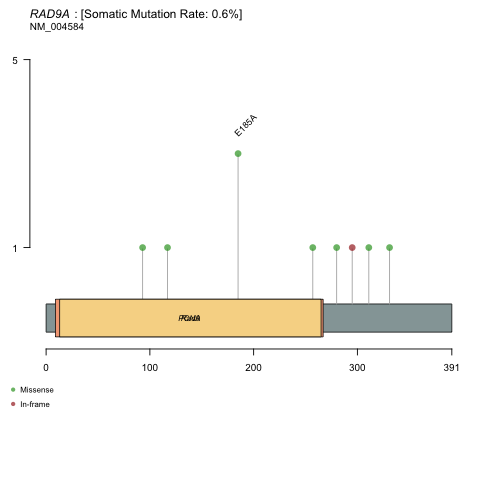 RAD9A : [Somatic Mutation Rate: 0.6%]
NM_004584
5
E185A
1
0
100
200
300
391
Missense
In-frame